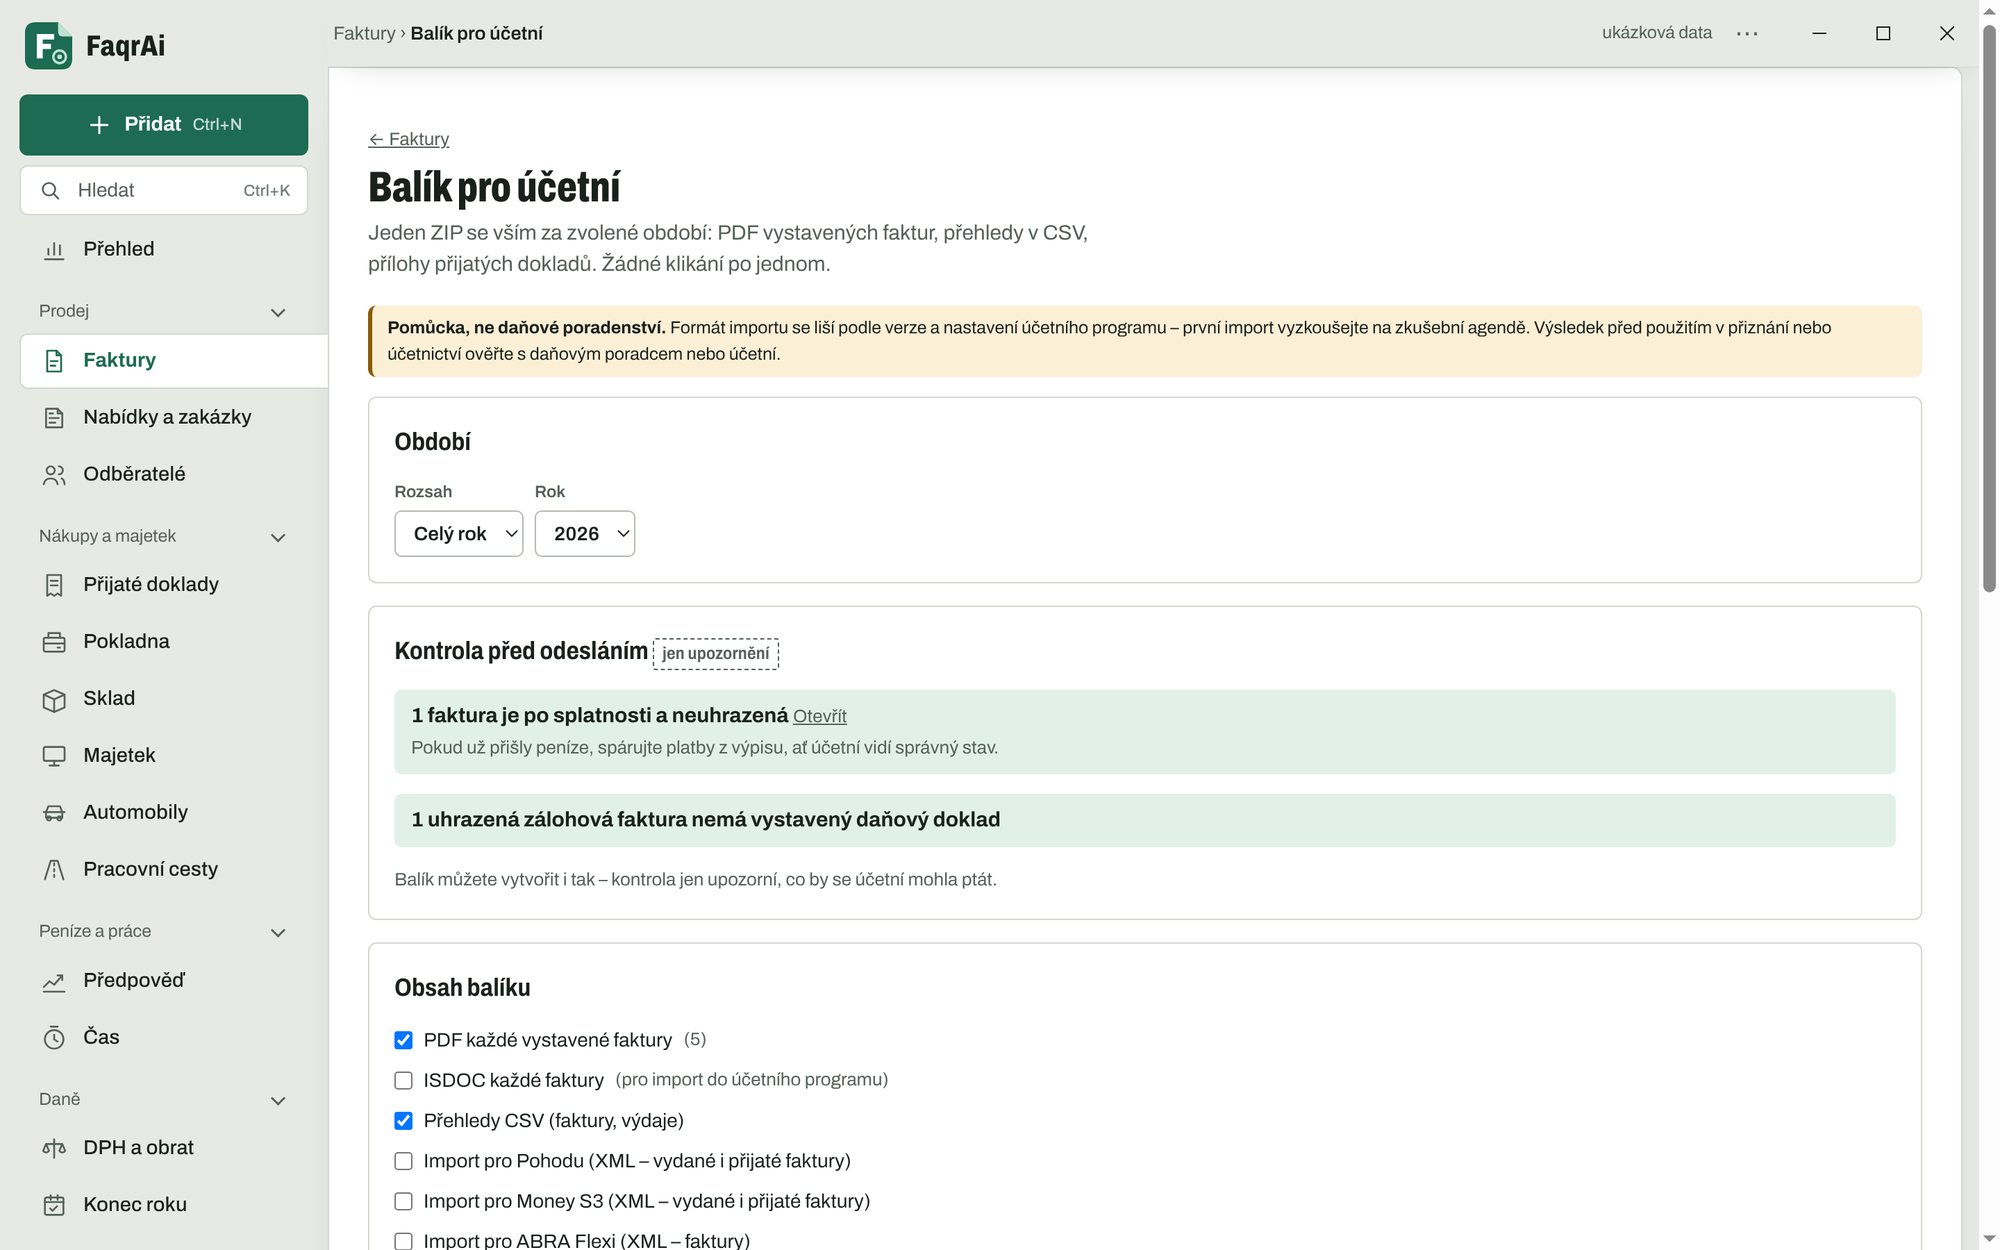 FaqrAi
Přidat Ctrl+N
Hledat Ctrl+K
Přehled
Prodej
Faktury
Nabídky a zakázky
Odběratelé
Nákupy a majetek
Přijaté doklady
Pokladna
Sklad
Majetek
Automobily
Pracovní cesty
Peníze a práce
Předpověď
Čas
Daně
DPH a obrat
Konec roku
Faktury › Balík pro účetní
ukázková data
← Faktury
Balík pro účetní
Jeden ZIP se vším za zvolené období: PDF vystavených faktur, přehledy v CSV,
přílohy přijatých dokladů. Žádné klikání po jednom.
Pomůcka, ne daňové poradenství. Formát importu se liší podle verze a nastavení účetního programu – první import vyzkoušejte na zkušební agendě. Výsledek před použitím v přiznání nebo
účetnictví ověřte s daňovým poradcem nebo účetní.
Období
Rozsah Rok
Celý rok 2026
Kontrola před odesláním jen upozornění
1 faktura je po splatnosti a neuhrazená Otevřít
Pokud už přišly peníze, spárujte platby z výpisu, ať účetní vidí správný stav.
1 uhrazená zálohová faktura nemá vystavený daňový doklad
Balík můžete vytvořit i tak – kontrola jen upozorní, co by se účetní mohla ptát.
Obsah balíku
PDF každé vystavené faktury (5)
ISDOC každé faktury (pro import do účetního programu)
Přehledy CSV (faktury, výdaje)
Import pro Pohodu (XML – vydané i přijaté faktury)
Import pro Money S3 (XML – vydané i přijaté faktury)
Import pro ABRA Flexi (XML – faktury)